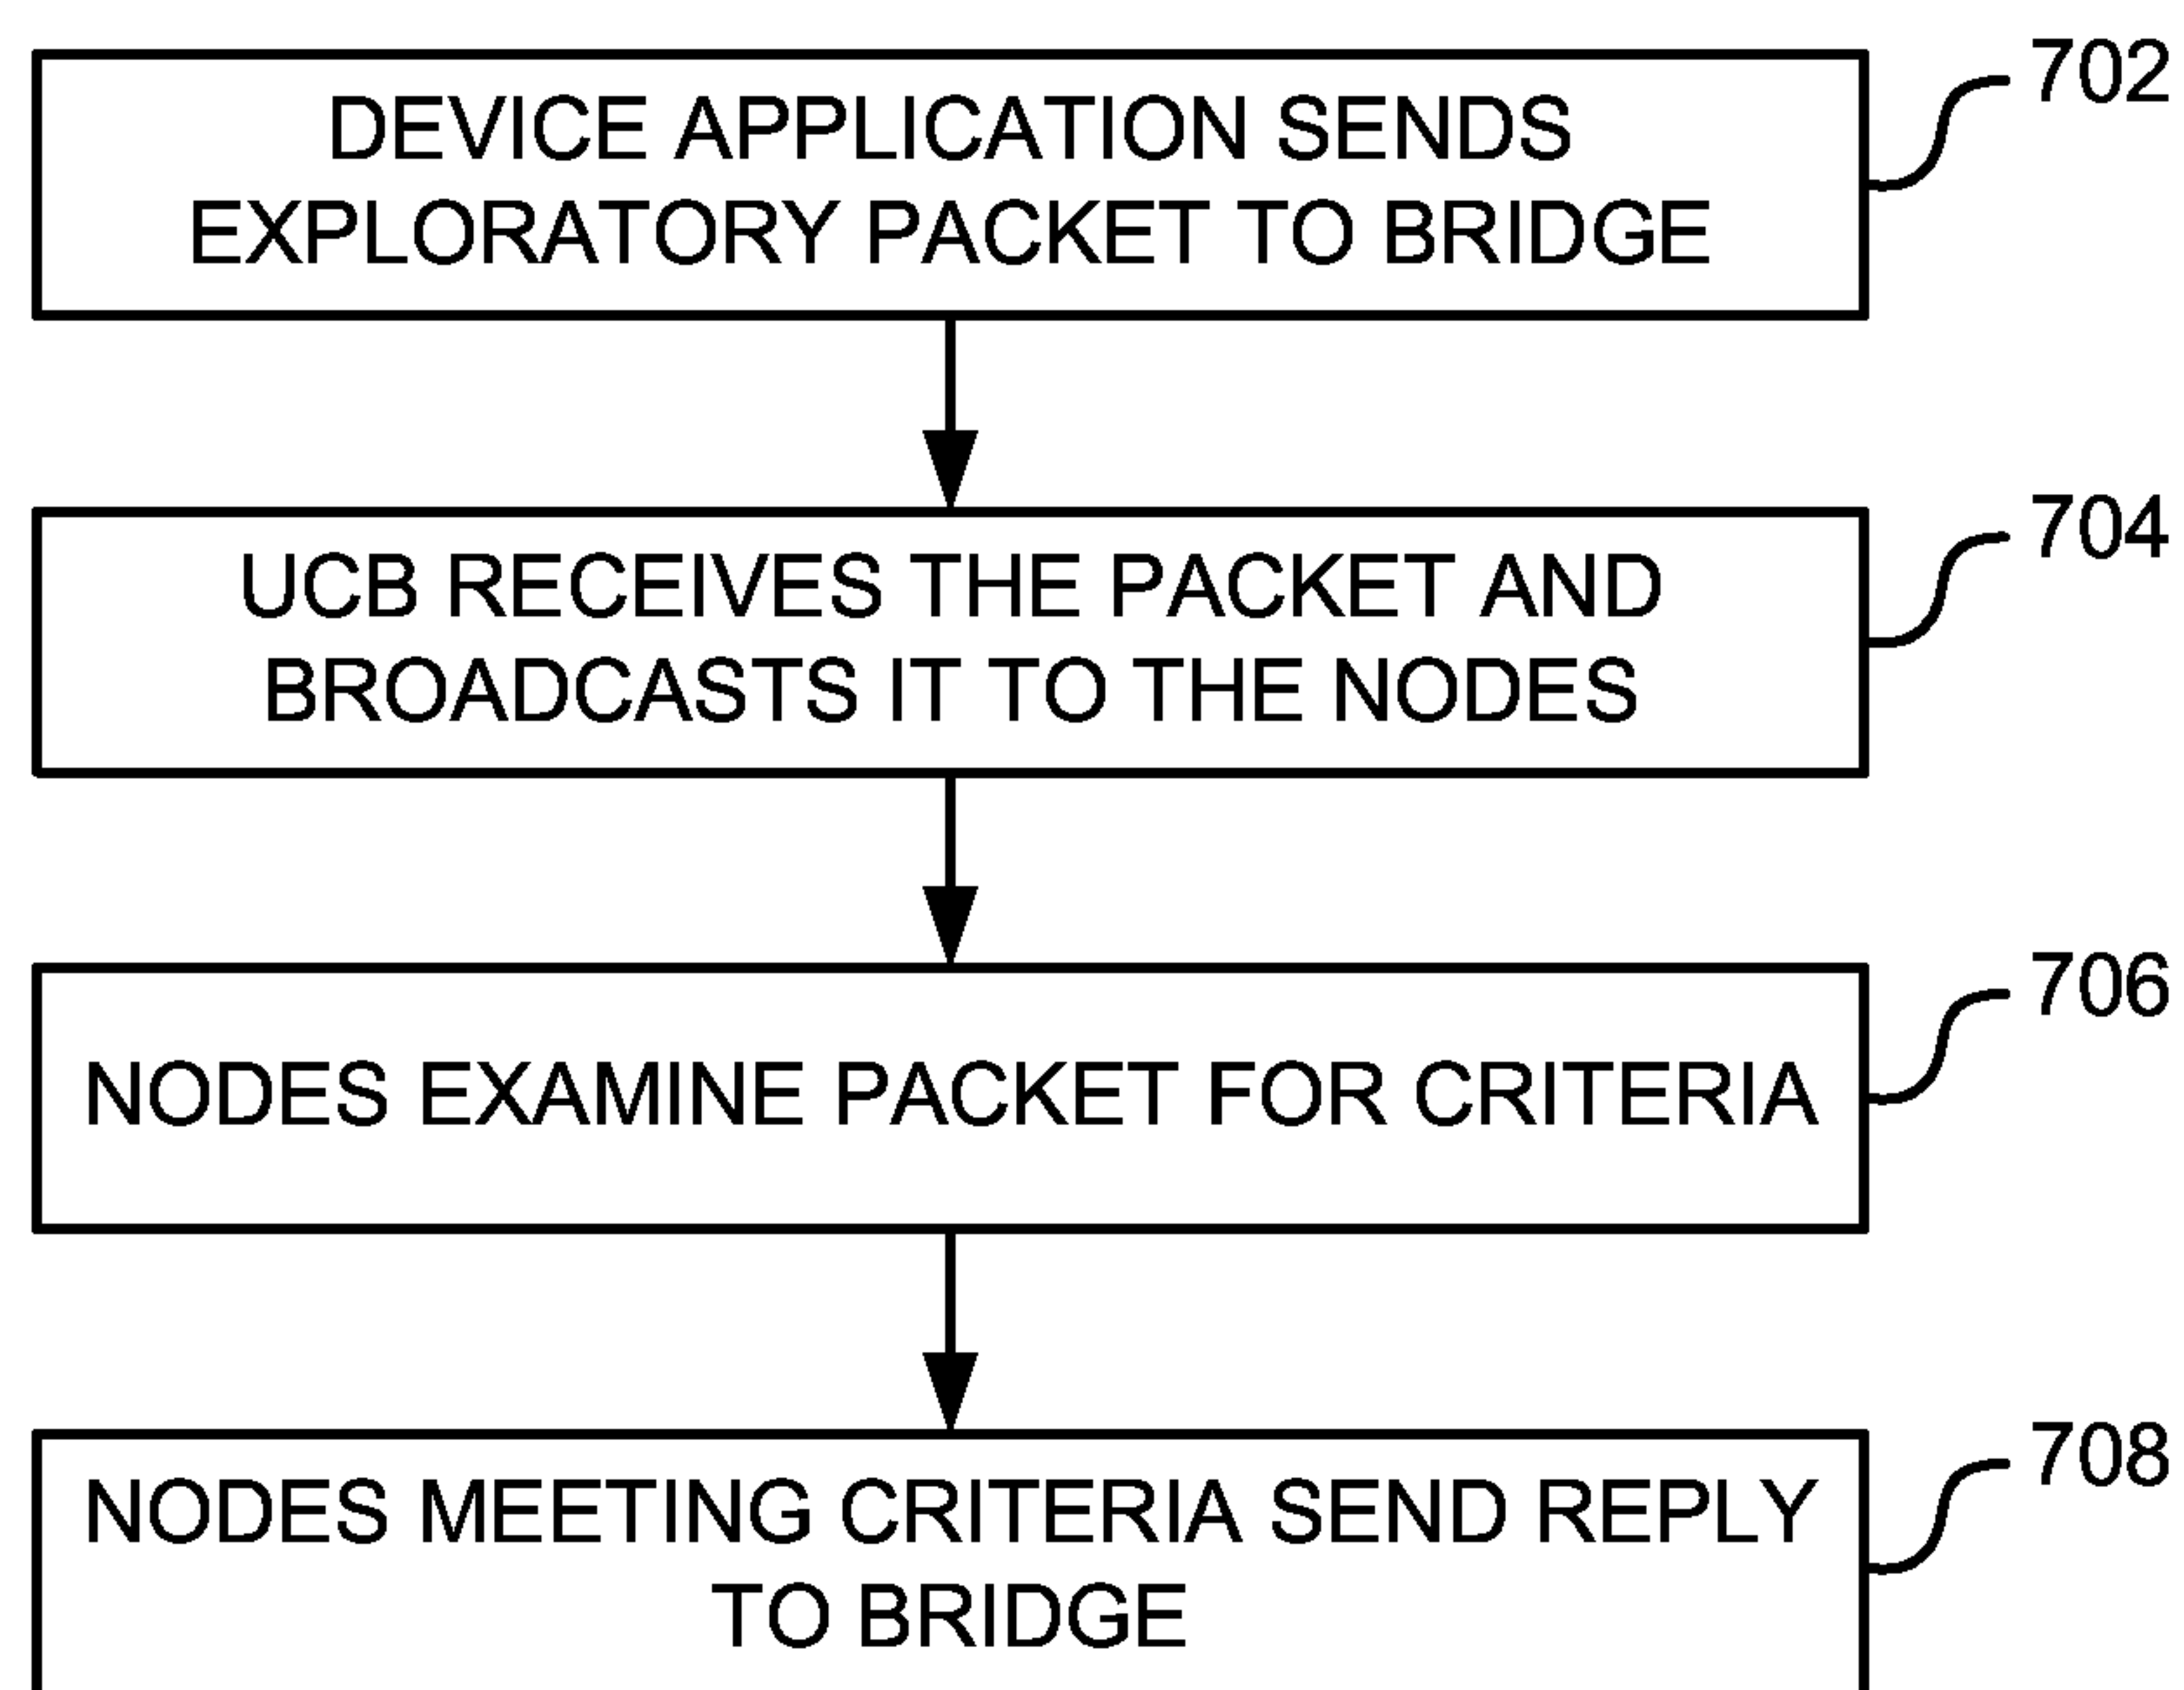 702
DEVICE APPLICATION SENDS
EXPLORATORY PACKET TO BRIDGE
704
UCB RECEIVES THE PACKET AND
BROADCASTS IT TO THE NODES
706
NODES EXAMINE PACKET FOR CRITERIA
708
NODES MEETING CRITERIA SEND REPLY
TO BRIDGE